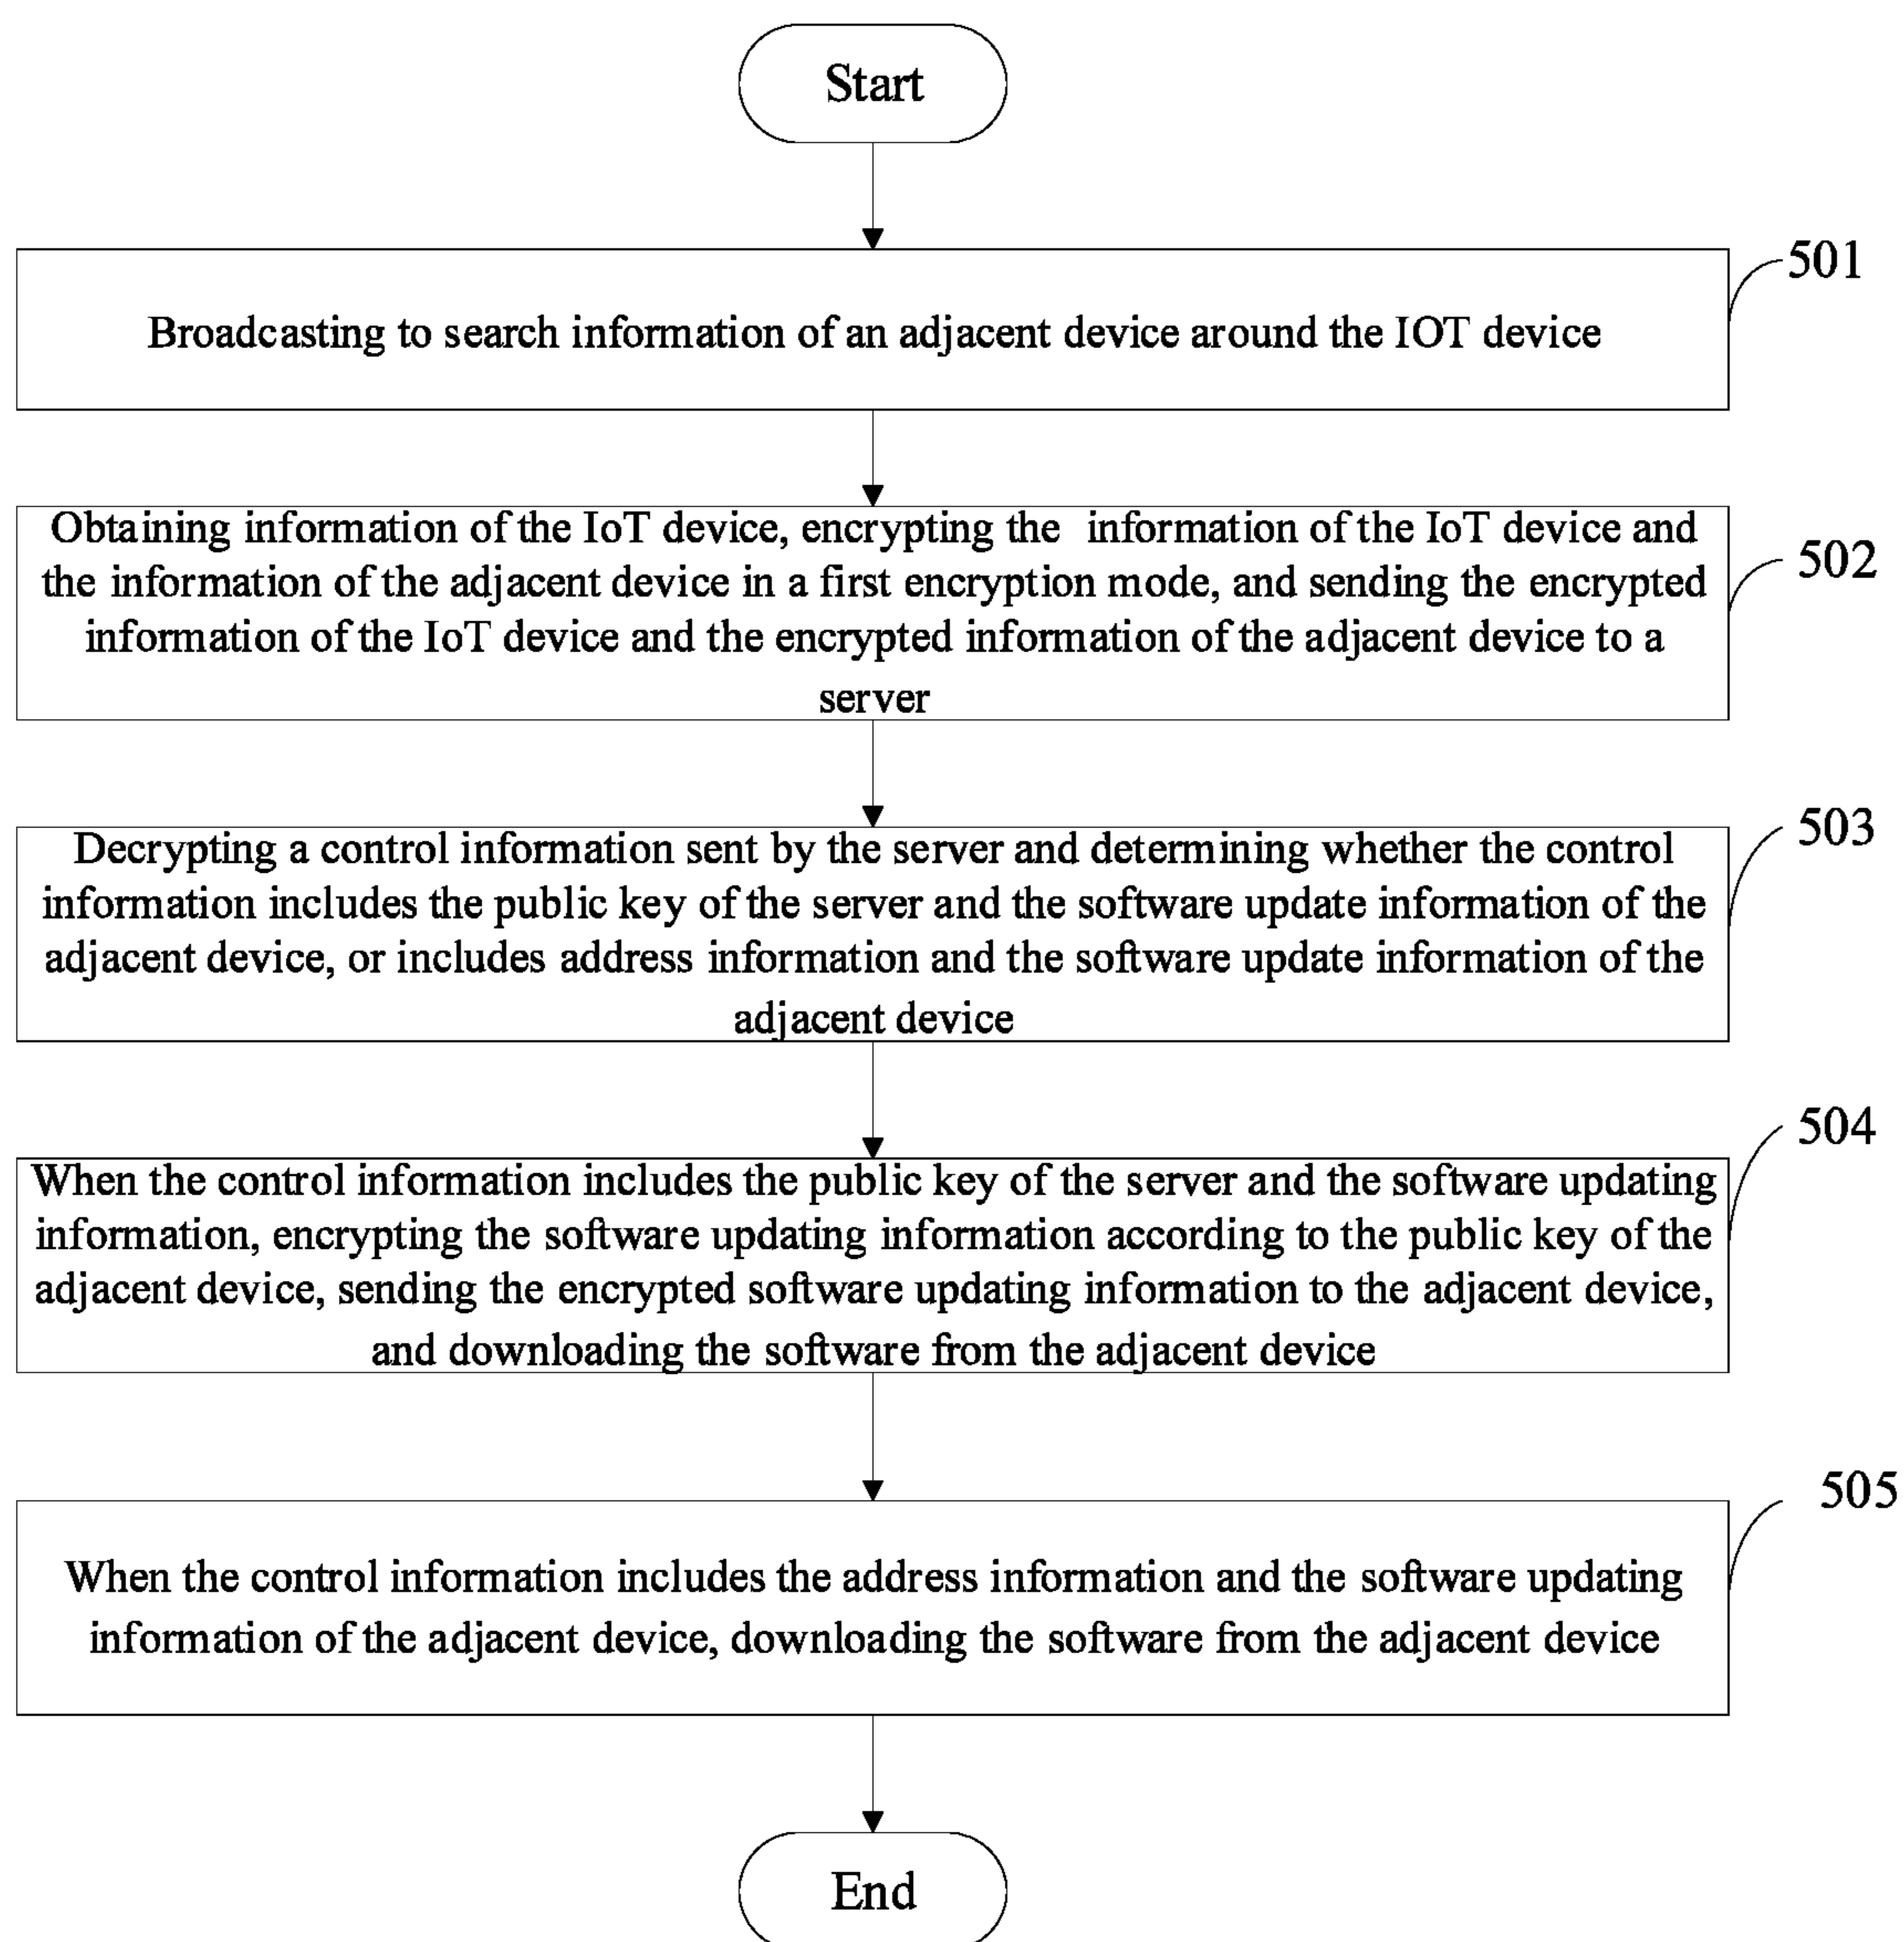 Start
501
Broadcasting to search information of an adjacent device around the IOT device
502
Obtaining information of the IoT device, encrypting the information of the IoT device and
the information of the adjacent device in a first encryption mode, and sending the encrypted
information of the IoT device and the encrypted information of the adjacent device to a
server
503
Decrypting a control information sent by the server and determining whether the control
information includes the public key of the server and the software update information of the
adjacent device, or includes address information and the software update information of the
adjacent device
504
When the control information includes the public key of the server and the software updating
information, encrypting the software updating information according to the public key of the
adjacent device, sending the encrypted software updating information to the adjacent device,
and downloading the software from the adjacent device
505
When the control information includes the address information and the software updating
information of the adjacent device, downloading the software from the adjacent device
End